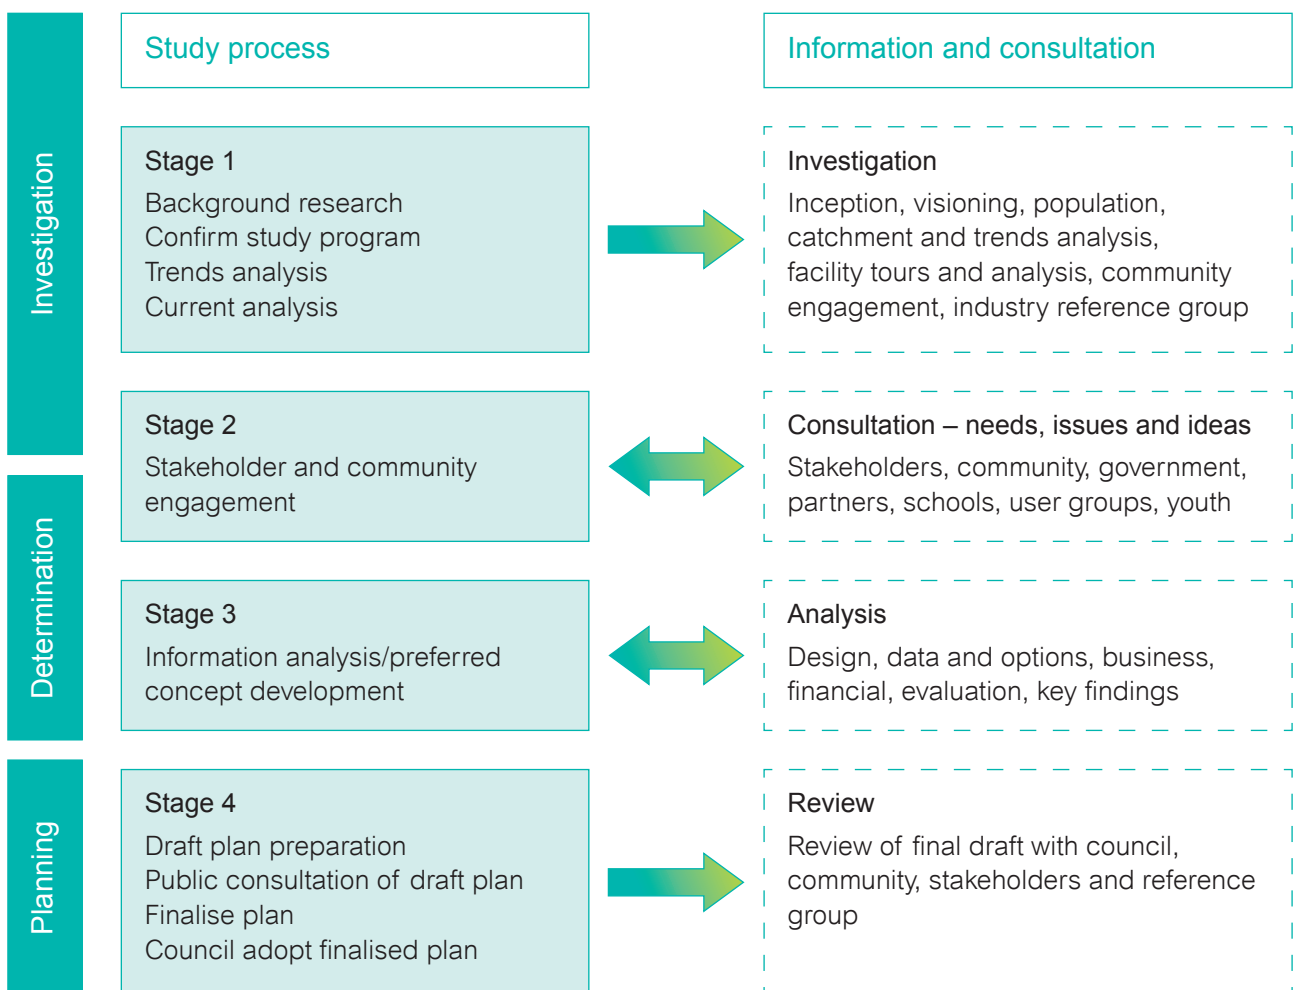 Study process
Information and consultation
Investigation
Stage 1
Background research
Confirm study program
Trends analysis
Current analysis
Investigation
Inception, visioning, population,
catchment and trends analysis,
facility tours and analysis, community
engagement, industry reference group
Stage 2
Stakeholder and community
engagement
Consultation – needs, issues and ideas
Stakeholders, community, government,
partners, schools, user groups, youth
Determination
Stage 3
Information analysis/preferred
concept development
Analysis
Design, data and options, business,
financial, evaluation, key findings
Planning
Stage 4
Draft plan preparation
Public consultation of draft plan
Finalise plan
Council adopt finalised plan
Review
Review of final draft with council,
community, stakeholders and reference
group